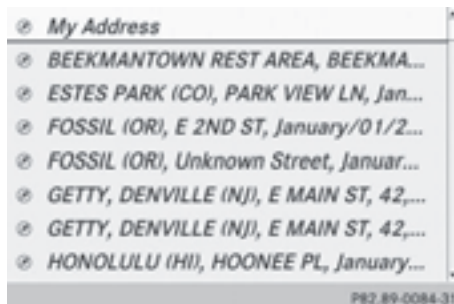 My Address
BEEKMANTOWN REST AREA, BEEKMA...
ESTES PARK (CO), PARK VIEW LN, Jan...
FOSSIL (OR), E 2ND ST, January/01/2...
FOSSIL (OR), Unknown Street, Januar...
GETTY, DENVILLE (NJ), E MAIN ST, 42,...
GETTY, DENVILLE (NJ), E MAIN ST, 42,...
HONOLULU (HI), HOONEE PL, January...
P82.89-0084-31